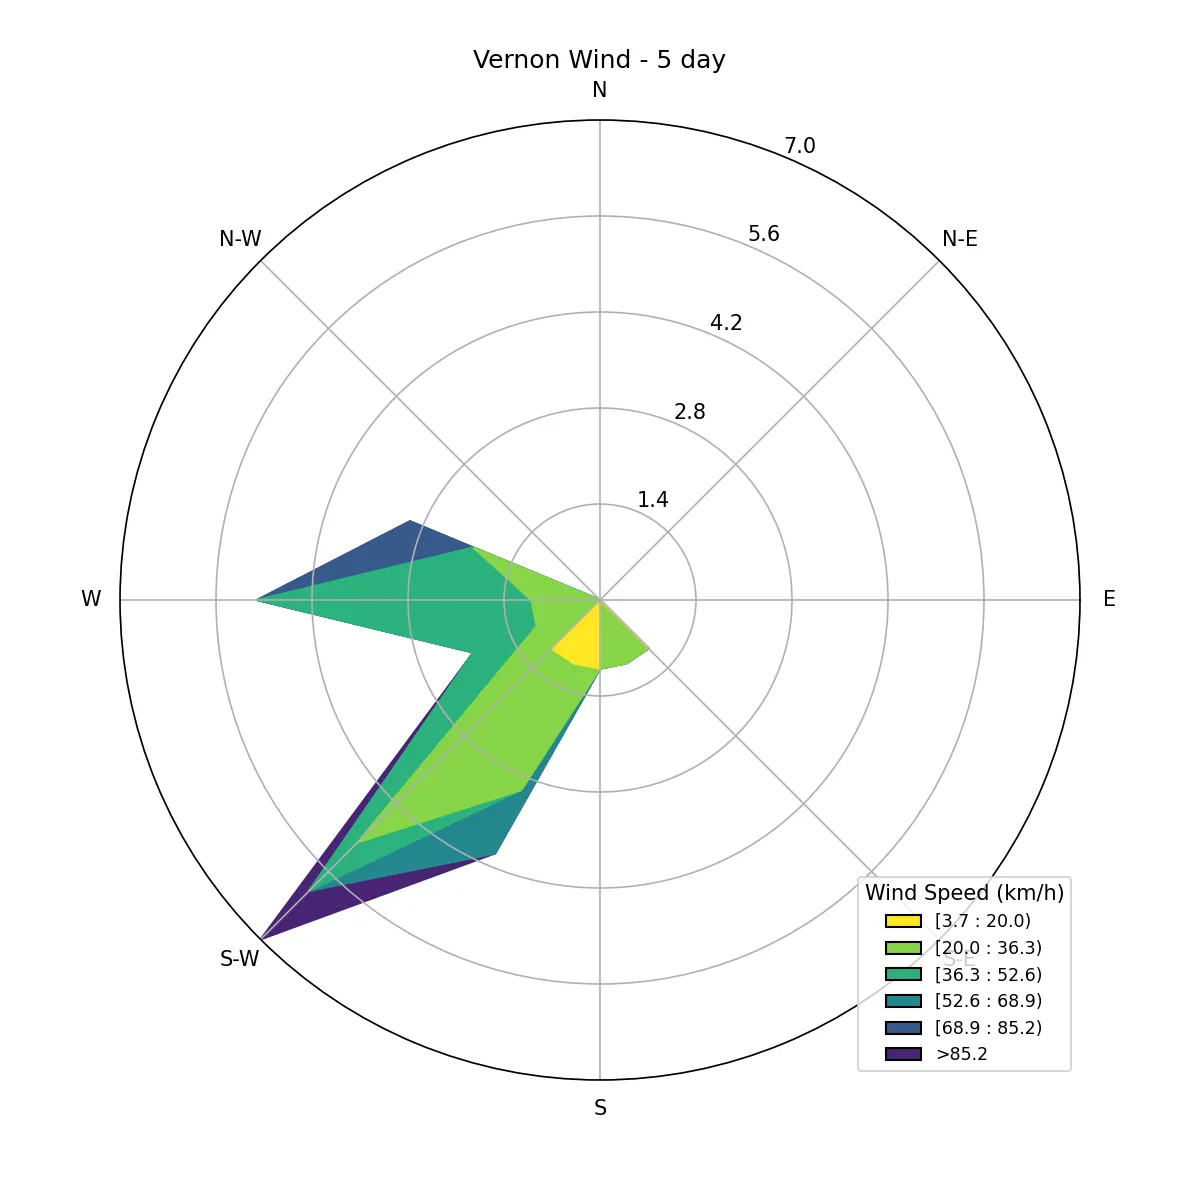 Vernon Wind - 5 day
N
7.0
N-W
N-E
5.6
4.2
2.8
1.4
W
E
S-W
S-E
S
Wind Speed (km/h)
[3.7 : 20.0)
[20.0 : 36.3)
[36.3 : 52.6)
[52.6 : 68.9)
[68.9 : 85.2)
>85.2